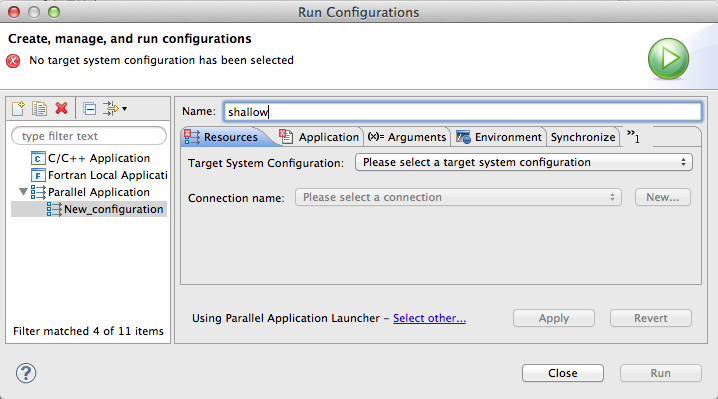 Run Configurations
Create, manage, and run configurations
No target system configuration has been selected
type filter text
C/C++ Application
Fortran Local Applicati
Parallel Application
New_configuration
Filter matched 4 of 11 items
Name: shallow
Resources Application (x)= Arguments Environment Synchronize »1
Target System Configuration: Please select a target system configuration
Connection name: Please select a connection New...
Using Parallel Application Launcher – Select other... Apply Revert
? Close Run